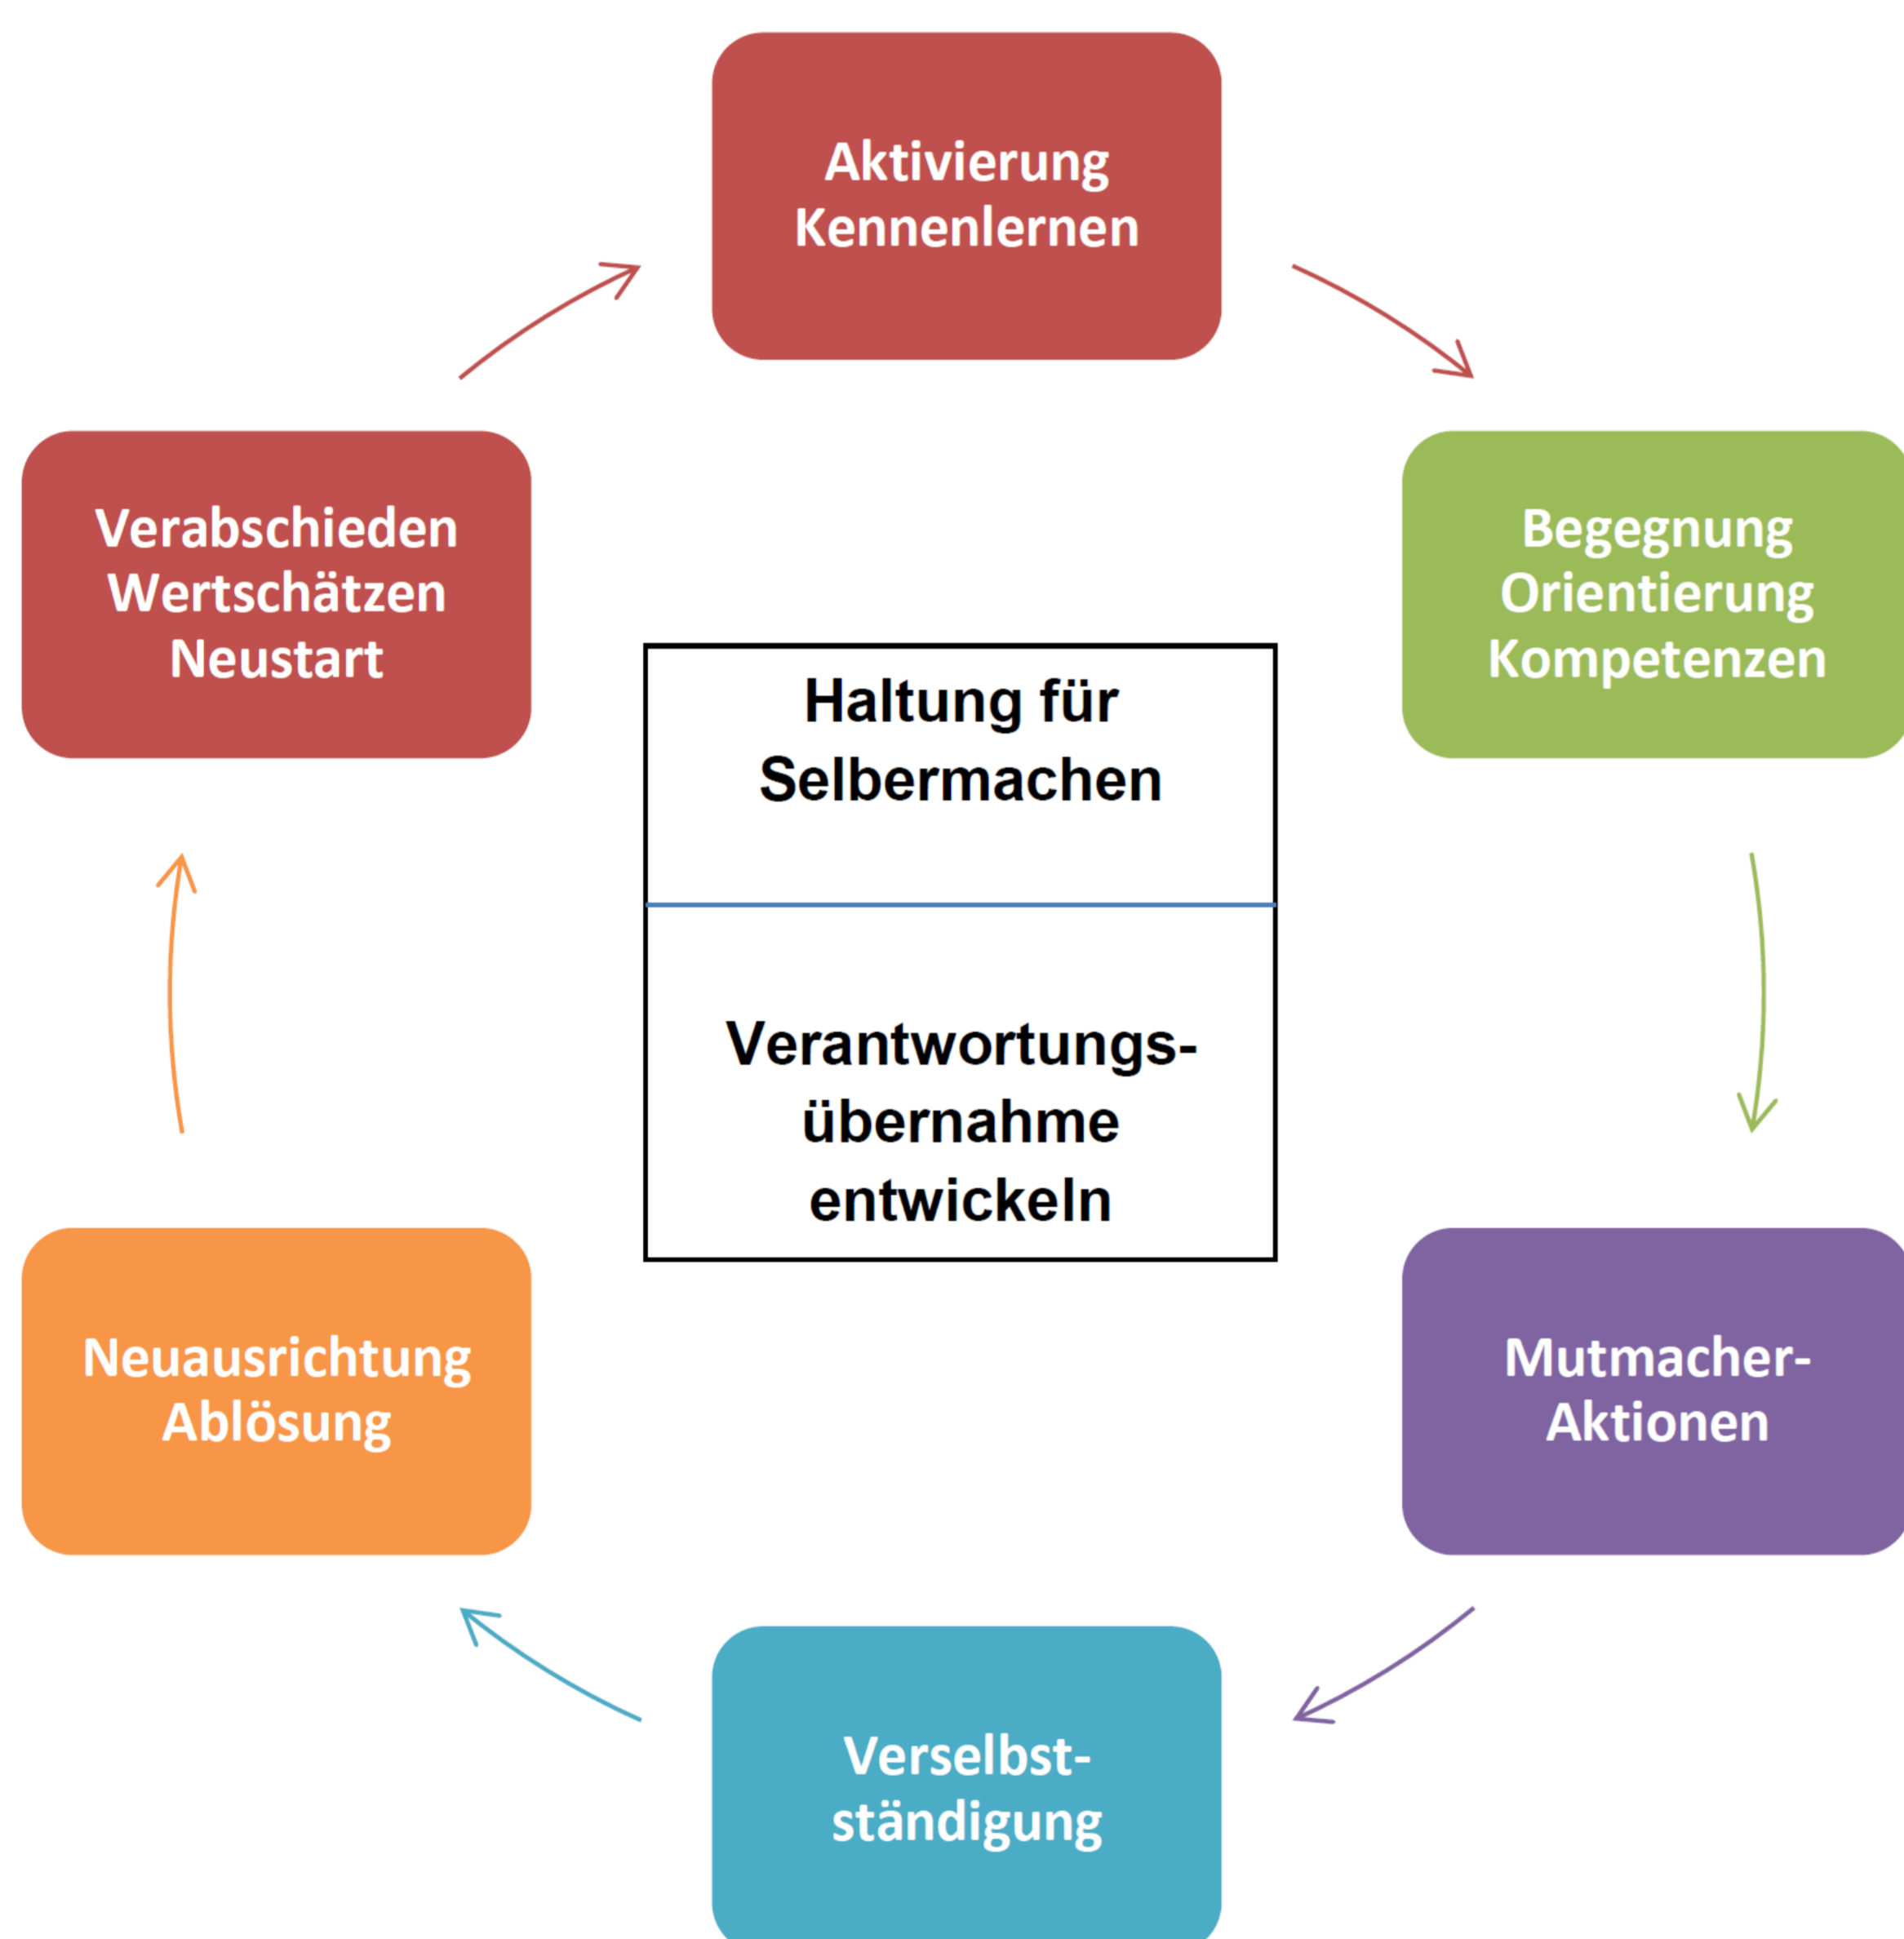 Aktivierung
Kennenlernen
Begegnung
Orientierung
Kompetenzen
Mutmacher-
Aktionen
Verselbst-
ständigung
Neuausrichtung
Ablösung
Verabschieden
Wertschätzen
Neustart
Haltung für
Selbermachen
Verantwortungs-
übernahme
entwickeln